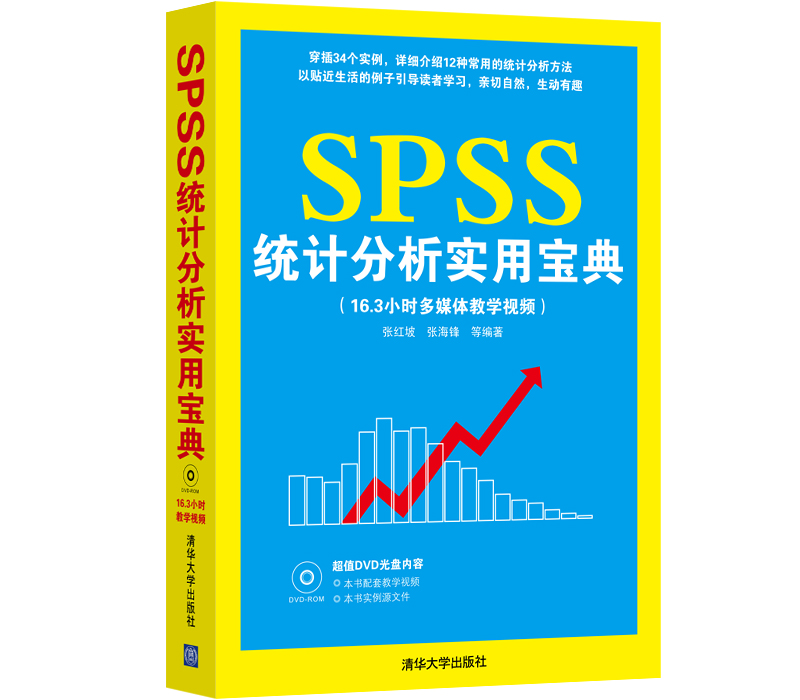 穿插34个实例，详细介绍12种常用的统计分析方法
以贴近生活的例子引导读者学习，亲切自然，生动有趣
SPSS
统计分析实用宝典
（16.3小时多媒体教学视频）
张红坡 张海锋 等编著
超值DVD光盘内容
◎ 本书配套教学视频
◎ 本书实例源文件
DVD-ROM
清华大学出版社
SPSS统计分析实用宝典
DVD-ROM
16.3小时
教学视频
清华大学出版社